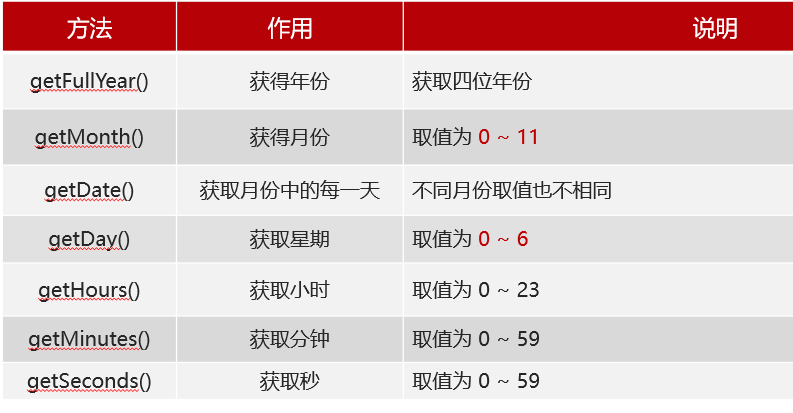 方法 作用 说明
getFullYear() 获得年份 获取四位年份
getMonth() 获得月份 取值为 0 ~ 11
getDate() 获取月份中的每一天 不同月份取值也不相同
getDay() 获取星期 取值为 0 ~ 6
getHours() 获取小时 取值为 0 ~ 23
getMinutes() 获取分钟 取值为 0 ~ 59
getSeconds() 获取秒 取值为 0 ~ 59